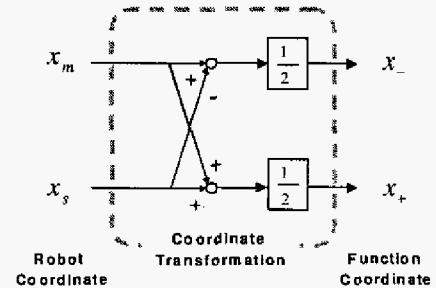 x_m + - 1/2 x_-
x_s + + 1/2 x_+
Robot Coordinate
Coordinate Transformation
Function Coordinate